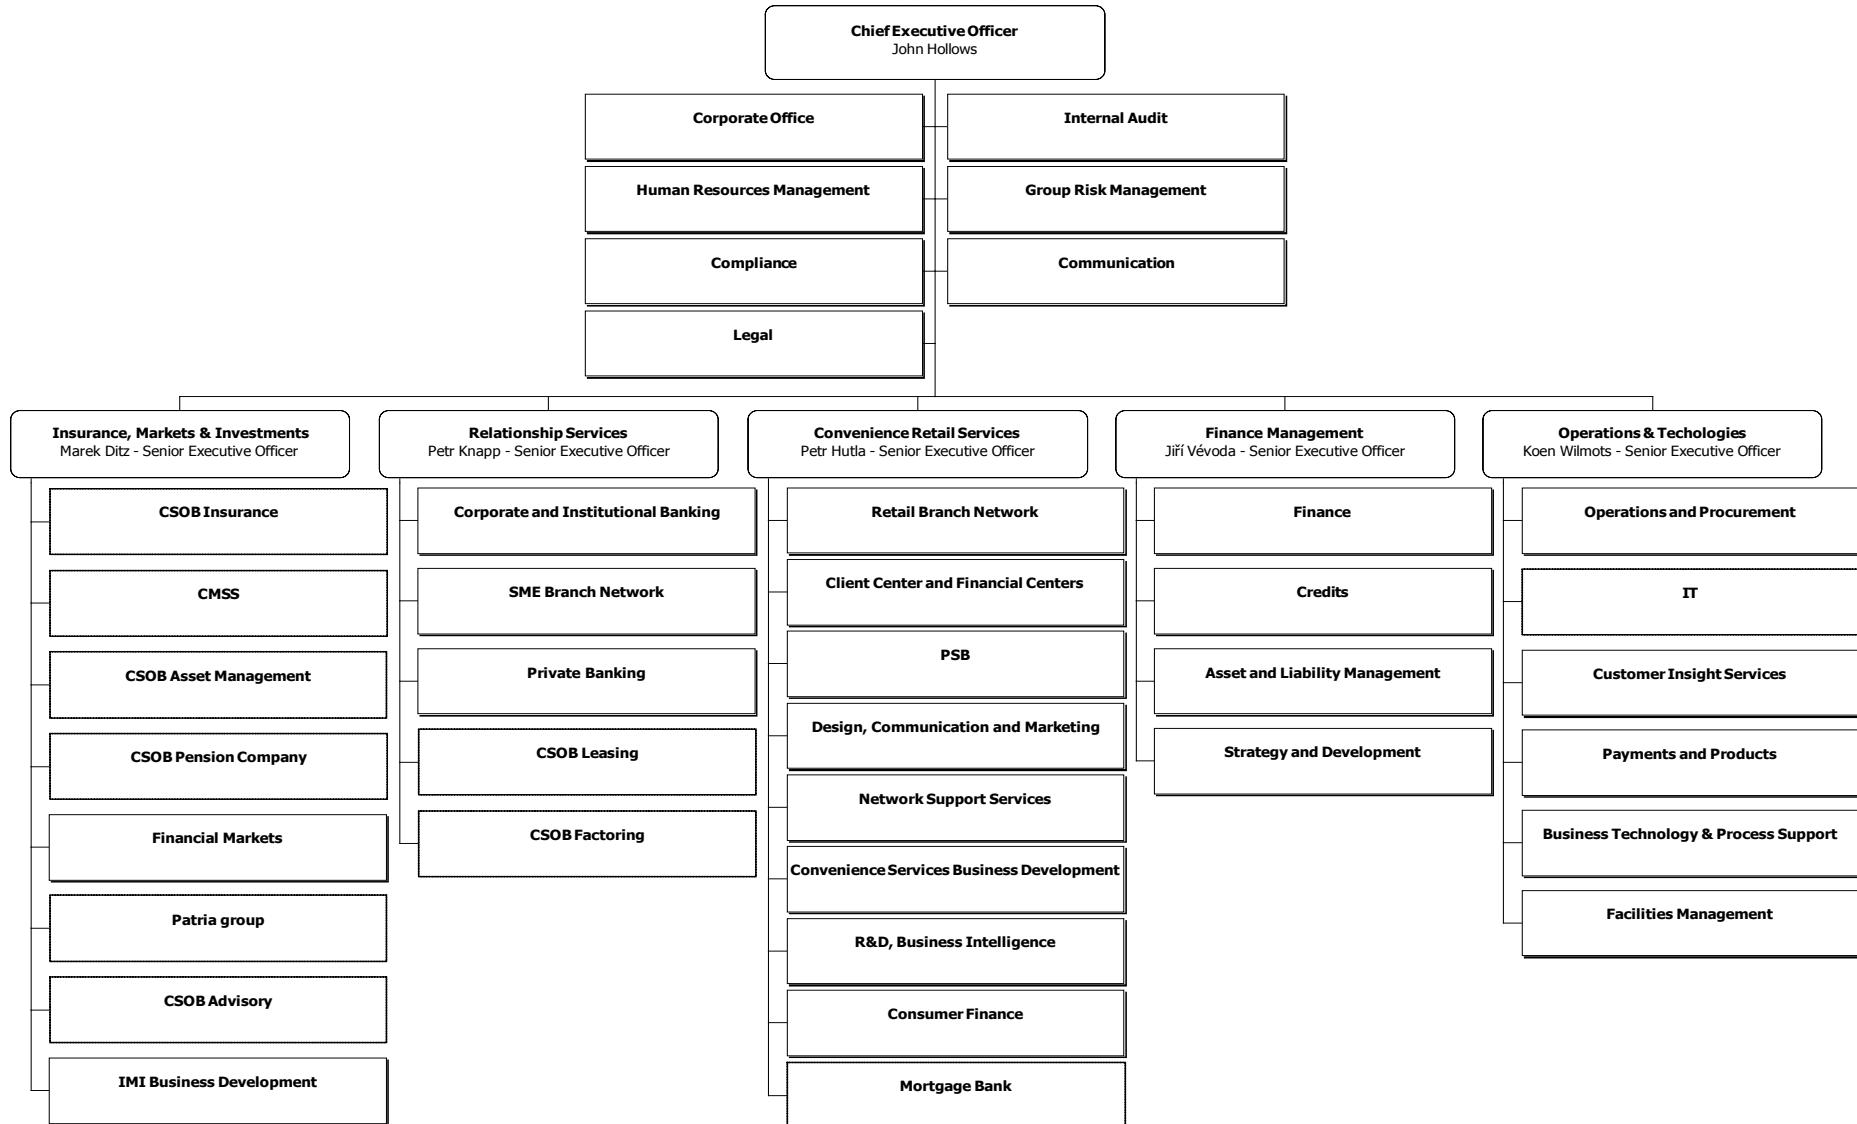 Chief Executive Officer
John Hollows
Corporate Office
Internal Audit
Human Resources Management
Group Risk Management
Compliance
Communication
Legal
Insurance, Markets & Investments
Marek Ditz - Senior Executive Officer
CSOB Insurance
CMSS
CSOB Asset Management
CSOB Pension Company
Financial Markets
Patria group
CSOB Advisory
IMI Business Development
Relationship Services
Petr Knapp - Senior Executive Officer
Corporate and Institutional Banking
SME Branch Network
Private Banking
CSOB Leasing
CSOB Factoring
Convenience Retail Services
Petr Hutla - Senior Executive Officer
Retail Branch Network
Client Center and Financial Centers
PSB
Design, Communication and Marketing
Network Support Services
Convenience Services Business Development
R&D, Business Intelligence
Consumer Finance
Mortgage Bank
Finance Management
Jiří Vévoda - Senior Executive Officer
Finance
Credits
Asset and Liability Management
Strategy and Development
Operations & Techologies
Koen Wilmots - Senior Executive Officer
Operations and Procurement
IT
Customer Insight Services
Payments and Products
Business Technology & Process Support
Facilities Management